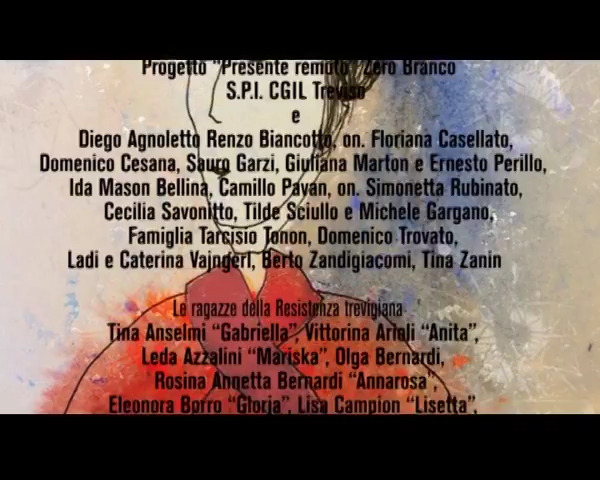 Progetto "Presente remoto" Zero Branco
S.P.I. CGIL Treviso
e
Diego Agnoletto Renzo Biancotto, on. Floriana Casellato,
Domenico Cesana, Sauro Garzi, Giuliana Marton e Ernesto Perillo,
Ida Mason Bellina, Camillo Pavan, on. Simonetta Rubinato,
Cecilia Savonitto, Tilde Sciullo e Michele Gargano,
Famiglia Tarcisio Tonon, Domenico Trovato,
Ladi e Caterina Vajngerl, Berto Zandigiacomi, Tina Zanin
Le ragazze della Resistenza trevigiana
Tina Anselmi "Gabriella", Vittorina Arioli "Anita",
Leda Azzalini "Mariska", Olga Bernardi,
Rosina Annetta Bernardi "Annarosa",
Eleonora Borro "Gloria", Lisa Campion "Lisetta",